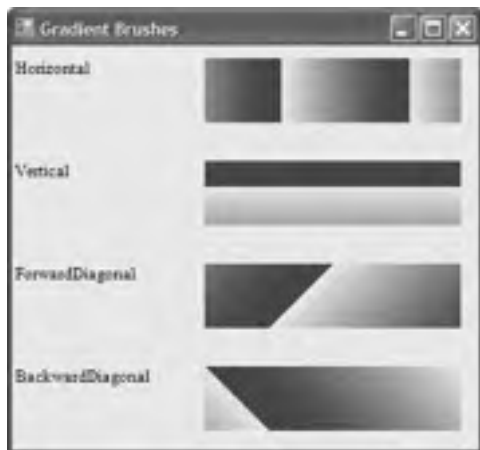 Gradient Brushes
Horizontal
Vertical
ForwardDiagonal
BackwardDiagonal